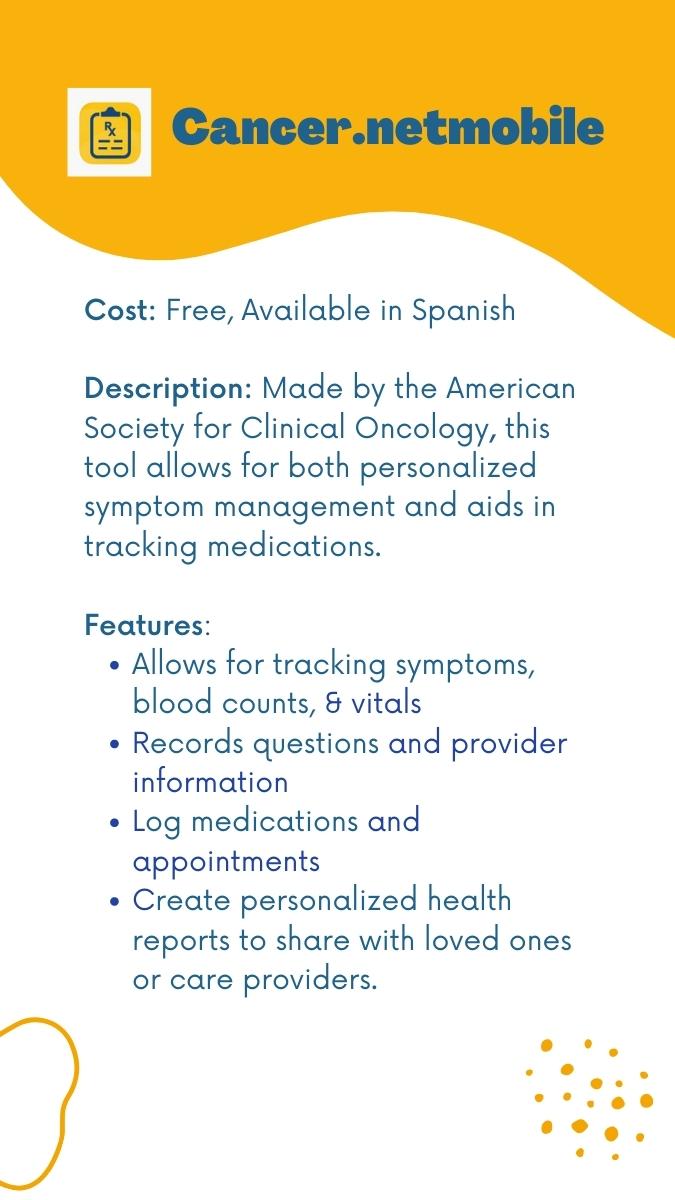 Rx
Cancer.netmobile
Cost: Free, Available in Spanish
Description: Made by the American
Society for Clinical Oncology, this
tool allows for both personalized
symptom management and aids in
tracking medications.
Features:
• Allows for tracking symptoms,
blood counts, & vitals
• Records questions and provider
information
• Log medications and
appointments
• Create personalized health
reports to share with loved ones
or care providers.